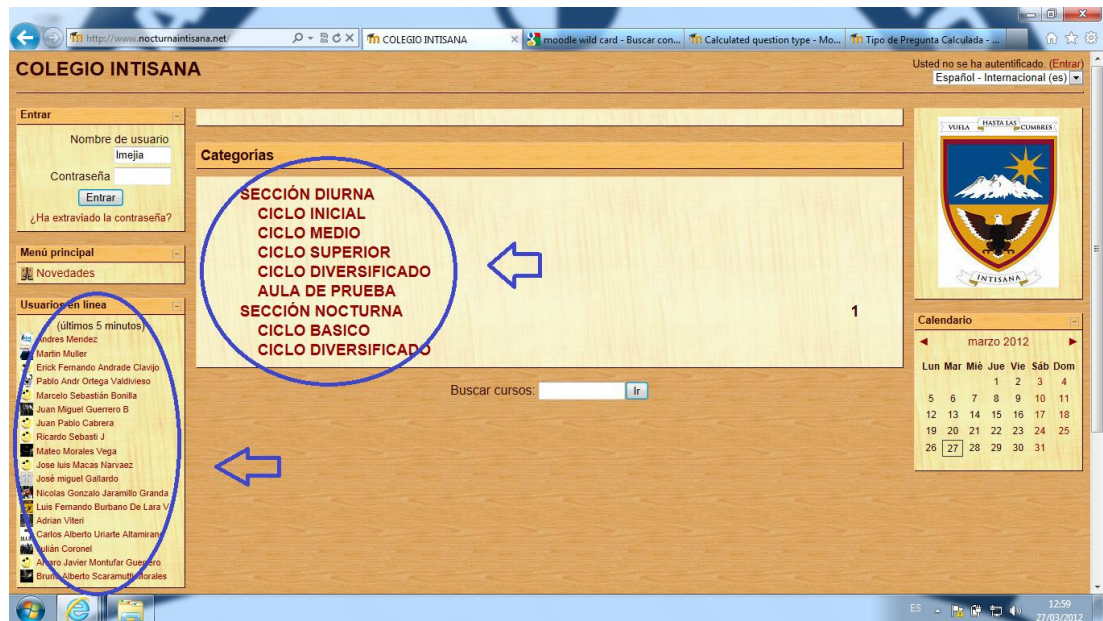 http://www.nocturnaintisana.net/
COLEGIO INTISANA
moodle wild card - Buscar con...
Calculated question type - Mo...
Tipo de Pregunta Calculada - ...
COLEGIO INTISANA
Usted no se ha autentificado. (Entrar)
Español - Internacional (es)
Entrar
Nombre de usuario
lmejia
Contraseña
Entrar
¿Ha extraviado la contraseña?
Menú principal
Novedades
Usuarios en línea
(últimos 5 minutos)
Andres Mendez
Martin Muller
Erick Fernando Andrade Clavijo
Pablo Andr Ortega Valdivieso
Marcelo Sebastián Bonilla
Juan Miguel Guerrero B
Juan Pablo Cabrera
Ricardo Sebasti J
Mateo Morales Vega
Jose luis Macas Narvaez
José miguel Gallardo
Nicolas Gonzalo Jaramillo Granda
Luis Fernando Burbano De Lara V
Adrian Viteri
Carlos Alberto Uriarte Altamirano
Julián Coronel
Alvaro Javier Montufar Guerrero
Bruno Alberto Scaramutti Morales
Categorías
SECCIÓN DIURNA
CICLO INICIAL
CICLO MEDIO
CICLO SUPERIOR
CICLO DIVERSIFICADO
AULA DE PRUEBA
SECCIÓN NOCTURNA 1
CICLO BASICO
CICLO DIVERSIFICADO
Buscar cursos:
Ir
VUELA HASTA LAS CUMBRES
INTISANA
Calendario
marzo 2012
Lun Mar Mié Jue Vie Sáb Dom
1 2 3 4
5 6 7 8 9 10 11
12 13 14 15 16 17 18
19 20 21 22 23 24 25
26 27 28 29 30 31
ES
12:59
27/03/2012